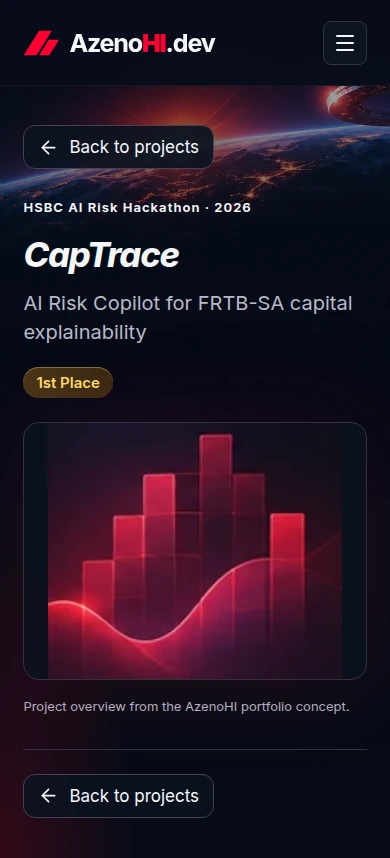 AzenoHI.dev
Back to projects
HSBC AI Risk Hackathon · 2026
CapTrace
AI Risk Copilot for FRTB-SA capital
explainability
1st Place
Project overview from the AzenoHI portfolio concept.
Back to projects